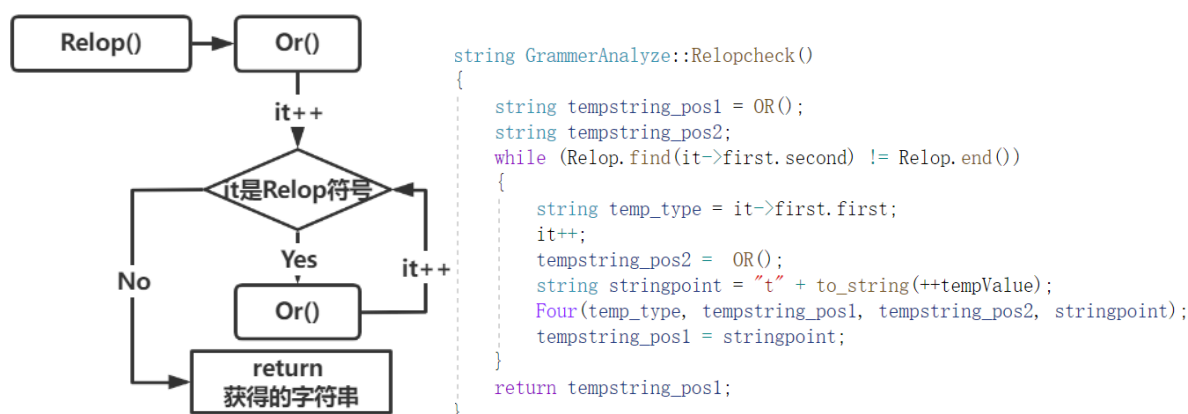 Relop()
Or()
it++
it是Relop符号
Yes
it++
No
Or()
return
获得的字符串
string GrammerAnalyze::Relopcheck()
{
string tempstring_pos1 = OR();
string tempstring_pos2;
while (Relop.find(it->first.second) != Relop.end())
{
string temp_type = it->first.first;
it++;
tempstring_pos2 = OR();
string stringpoint = "t" + to_string(++tempValue);
Four(temp_type, tempstring_pos1, tempstring_pos2, stringpoint);
tempstring_pos1 = stringpoint;
}
return tempstring_pos1;
}